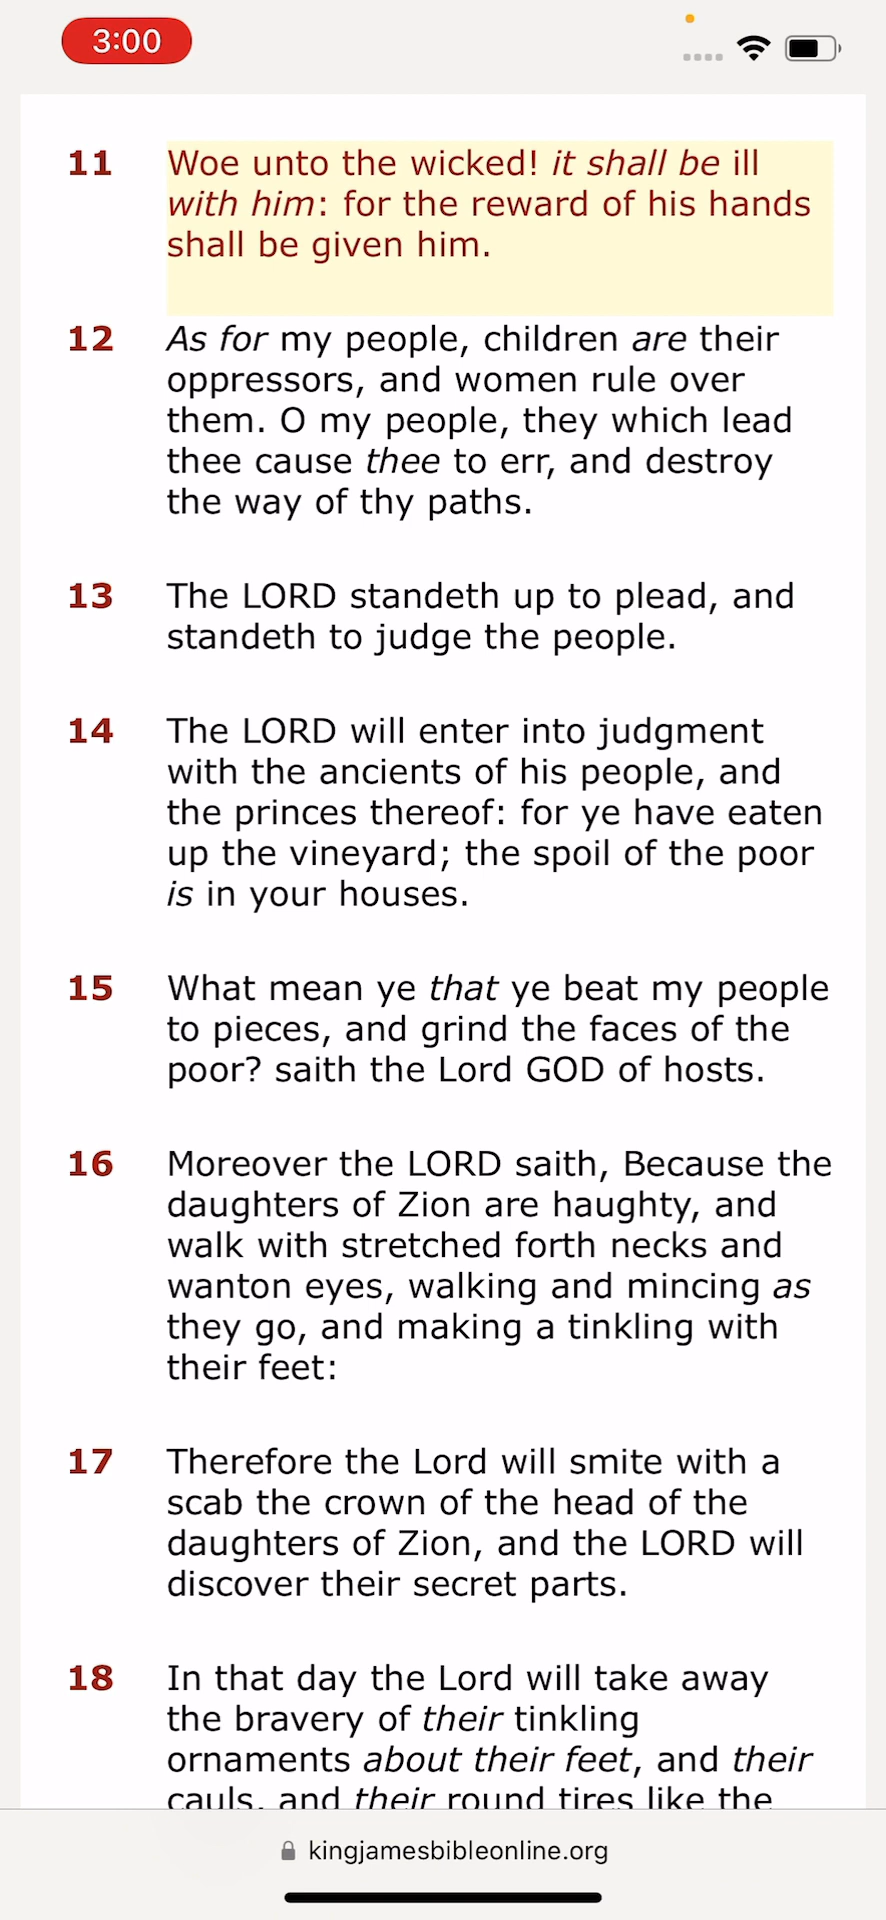 3:00
11 Woe unto the wicked! it shall be ill
with him: for the reward of his hands
shall be given him.
12 As for my people, children are their
oppressors, and women rule over
them. O my people, they which lead
thee cause thee to err, and destroy
the way of thy paths.
13 The LORD standeth up to plead, and
standeth to judge the people.
14 The LORD will enter into judgment
with the ancients of his people, and
the princes thereof: for ye have eaten
up the vineyard; the spoil of the poor
is in your houses.
15 What mean ye that ye beat my people
to pieces, and grind the faces of the
poor? saith the Lord GOD of hosts.
16 Moreover the LORD saith, Because the
daughters of Zion are haughty, and
walk with stretched forth necks and
wanton eyes, walking and mincing as
they go, and making a tinkling with
their feet:
17 Therefore the Lord will smite with a
scab the crown of the head of the
daughters of Zion, and the LORD will
discover their secret parts.
18 In that day the Lord will take away
the bravery of their tinkling
ornaments about their feet, and their
cauls, and their round tires like the
kingjamesbibleonline.org